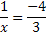 1/x = -4/3